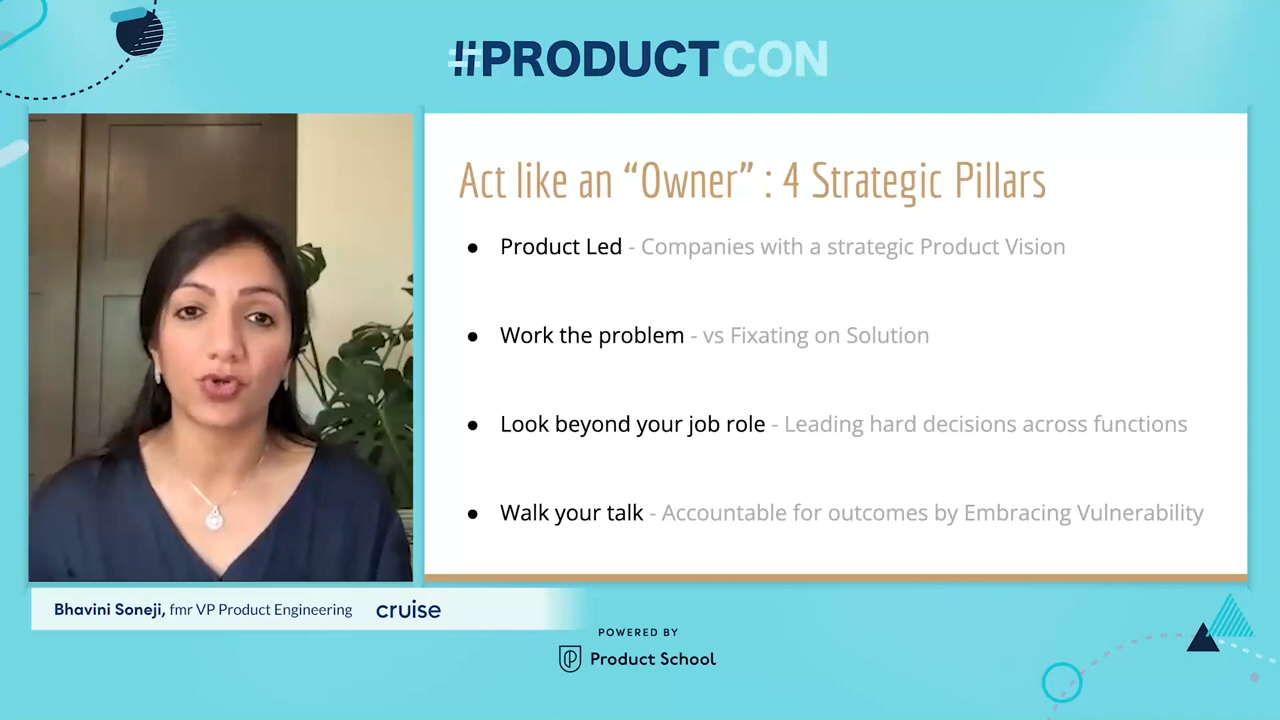 #PRODUCTCON
Act like an “Owner” : 4 Strategic Pillars
● Product Led - Companies with a strategic Product Vision
● Work the problem - vs Fixating on Solution
● Look beyond your job role - Leading hard decisions across functions
● Walk your talk - Accountable for outcomes by Embracing Vulnerability
Bhavini Soneji, fmr VP Product Engineering cruise
POWERED BY
Product School